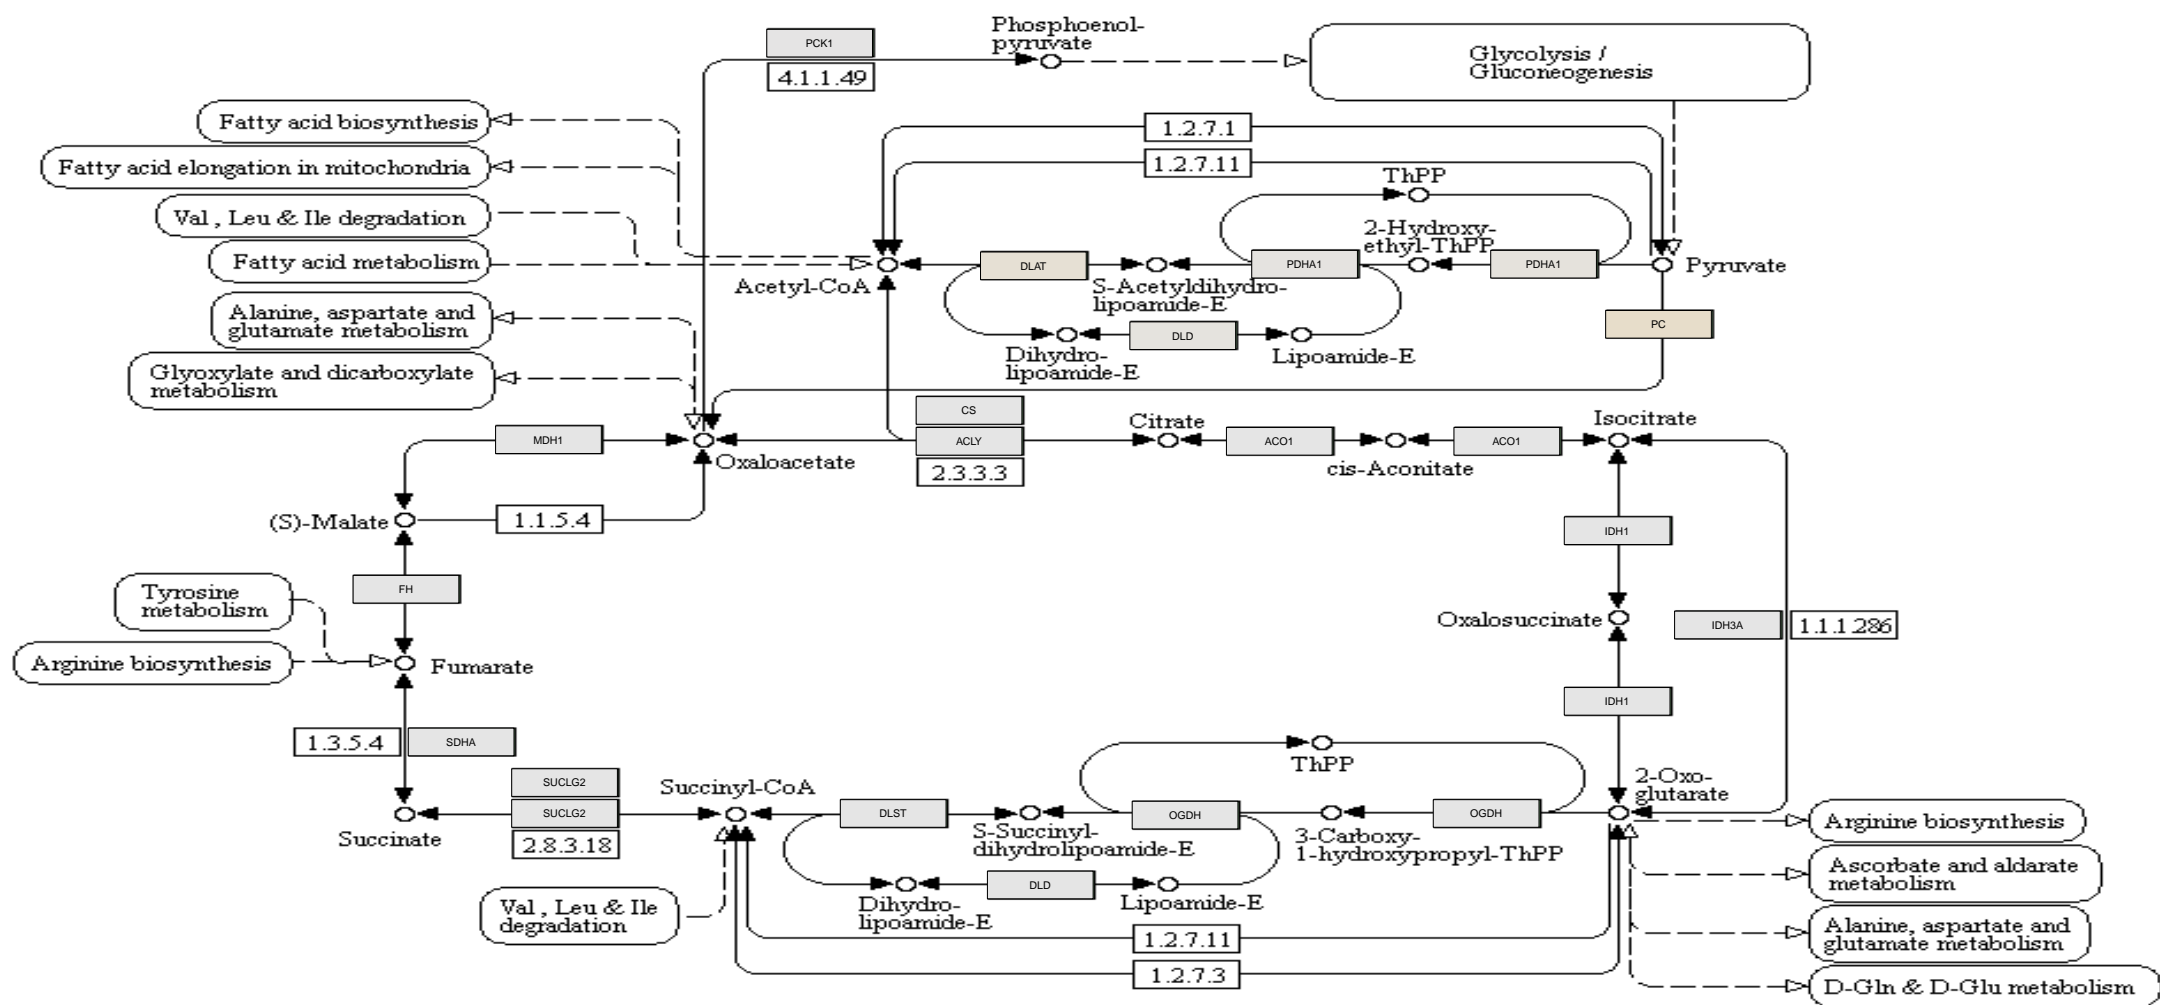 Phosphoenol-
pyruvate
PCK1
4.1.1.49
Glycolysis /
Gluconeogenesis
Fatty acid biosynthesis
Fatty acid elongation in mitochondria
Val , Leu & Ile degradation
Fatty acid metabolism
Alanine, aspartate and
glutamate metabolism
Glyoxylate and dicarboxylate
metabolism
1.2.7.1
1.2.7.11
ThPP
2-Hydroxy-
ethyl-ThPP
Acetyl-CoA
DLAT
S-Acetyldihydro-
lipoamide-E
PDHA1
PDHA1
Pyruvate
PC
DLD
Dihydro-
lipoamide-E
Lipoamide-E
MDH1
Oxaloacetate
CS
ACLY
2.3.3.3
Citrate
ACO1
cis-Aconitate
ACO1
Isocitrate
(S)-Malate
1.1.5.4
IDH1
FH
Tyrosine
metabolism
Arginine biosynthesis
Fumarate
Oxalosuccinate
IDH3A
1.1.1.286
IDH1
1.3.5.4
SDHA
SUCLG2
SUCLG2
2.8.3.18
Succinate
Succinyl-CoA
DLST
S-Succinyl-
dihydrolipoamide-E
ThPP
OGDH
3-Carboxy-
1-hydroxypropyl-ThPP
OGDH
2-Oxo-
glutarate
Val , Leu & Ile
degradation
Dihydro-
lipoamide-E
DLD
Lipoamide-E
1.2.7.11
1.2.7.3
Arginine biosynthesis
Ascorbate and aldarate
metabolism
Alanine, aspartate and
glutamate metabolism
D-Gln & D-Glu metabolism